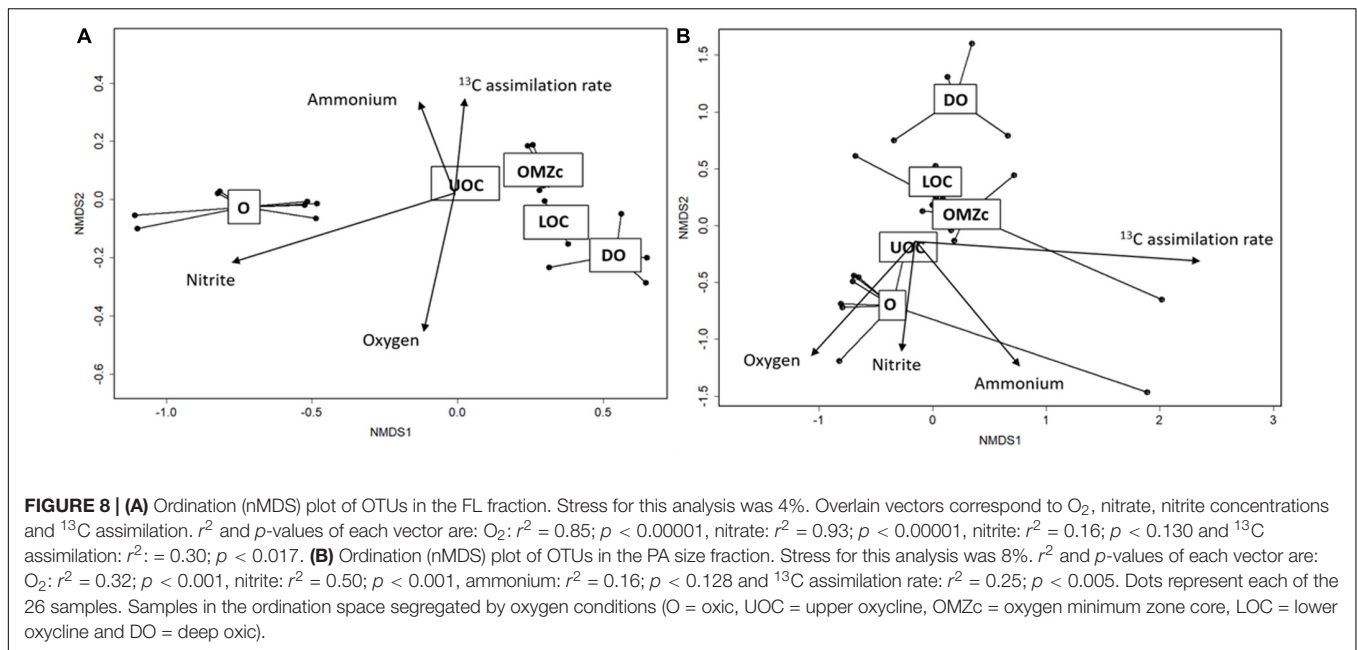 A
B
0.4
0.2
0.0
-0.2
-0.4
-0.6
NMDS2
-1.0
-0.5
0.0
0.5
NMDS1
Ammonium
¹³C assimilation rate
UOC
OMZc
O
LOC
DO
Nitrite
Oxygen
1.5
1.0
0.5
0.0
-0.5
-1.0
-1.5
NMDS2
-1
0
1
2
3
NMDS1
DO
LOC
OMZc
UOC
¹³C assimilation rate
O
Oxygen
Nitrite
Ammonium
FIGURE 8 | (A) Ordination (nMDS) plot of OTUs in the FL fraction. Stress for this analysis was 4%. Overlain vectors correspond to O₂, nitrate, nitrite concentrations
and ¹³C assimilation. r² and p-values of each vector are: O₂: r² = 0.85; p < 0.00001, nitrate: r² = 0.93; p < 0.00001, nitrite: r² = 0.16; p < 0.130 and ¹³C
assimilation: r²: = 0.30; p < 0.017. (B) Ordination (nMDS) plot of OTUs in the PA size fraction. Stress for this analysis was 8%. r² and p-values of each vector are:
O₂: r² = 0.32; p < 0.001, nitrite: r² = 0.50; p < 0.001, ammonium: r² = 0.16; p < 0.128 and ¹³C assimilation rate: r² = 0.25; p < 0.005. Dots represent each of the
26 samples. Samples in the ordination space segregated by oxygen conditions (O = oxic, UOC = upper oxycline, OMZc = oxygen minimum zone core, LOC = lower
oxycline and DO = deep oxic).